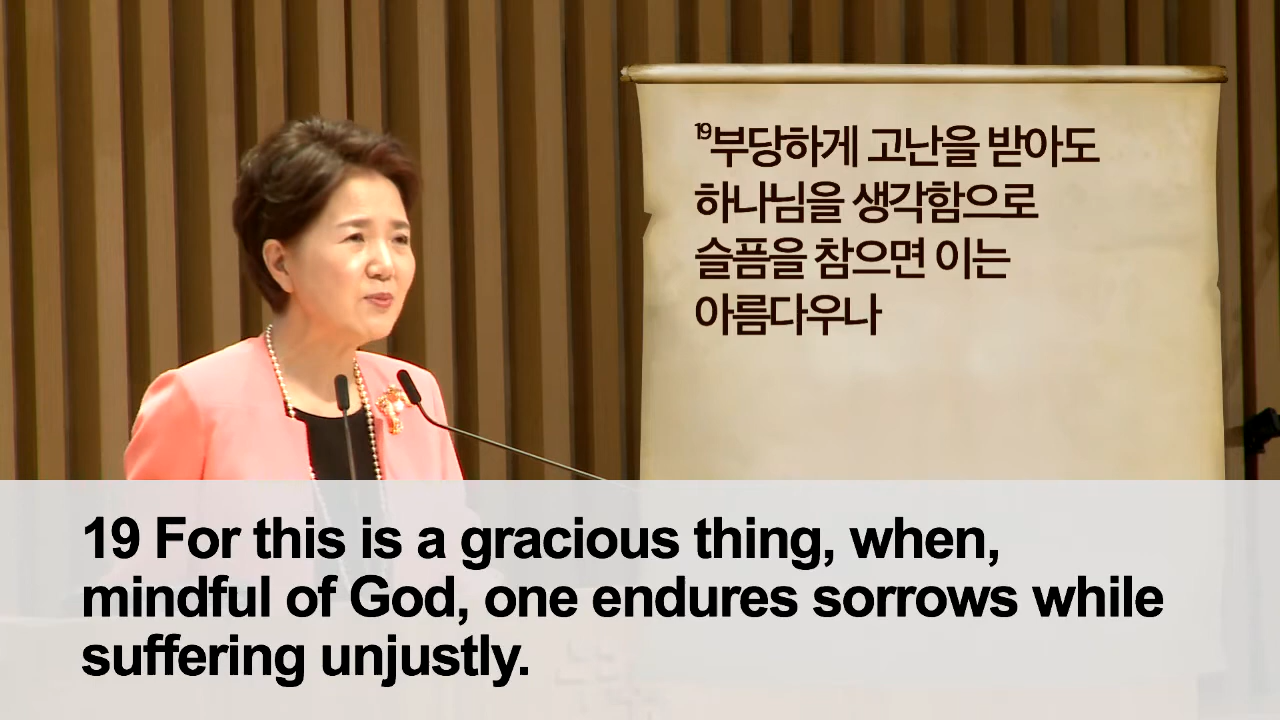 19부당하게 고난을 받아도
하나님을 생각함으로
슬픔을 참으면 이는
아름다우나
19 For this is a gracious thing, when,
mindful of God, one endures sorrows while
suffering unjustly.